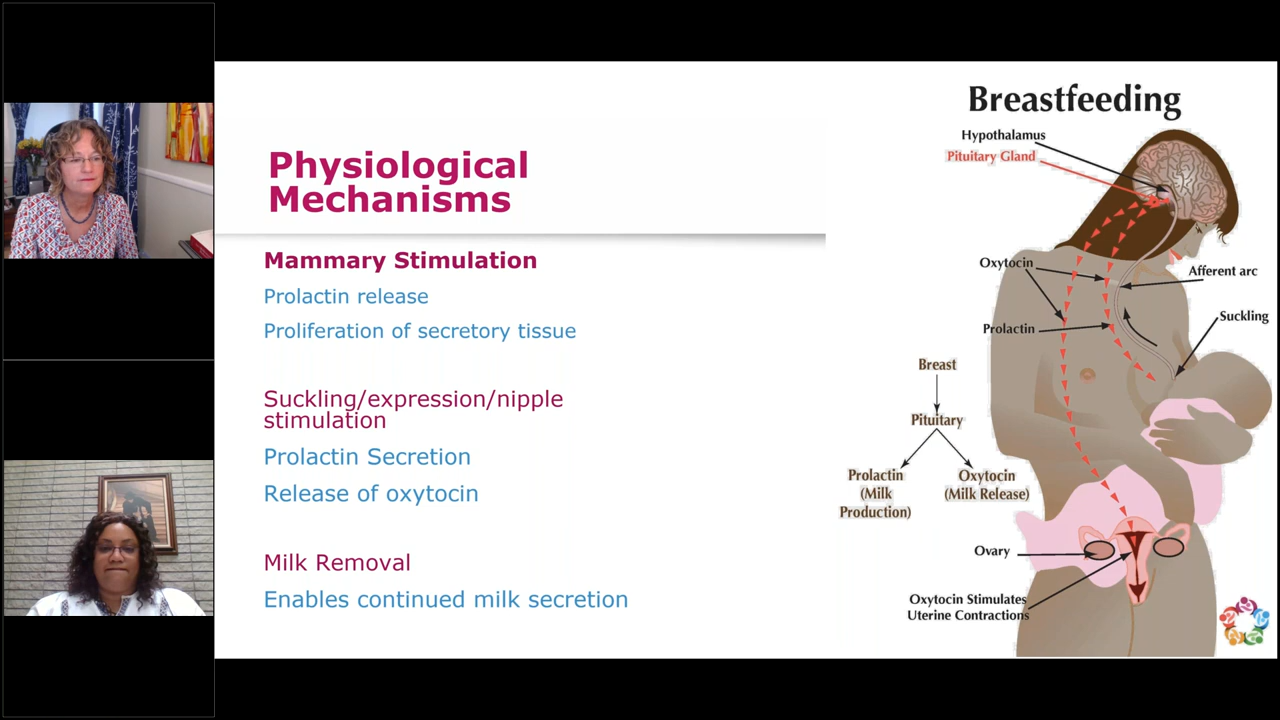 Physiological
Mechanisms
Mammary Stimulation
Prolactin release
Proliferation of secretory tissue
Suckling/expression/nipple
stimulation
Prolactin Secretion
Release of oxytocin
Milk Removal
Enables continued milk secretion
Breastfeeding
Hypothalamus
Pituitary Gland
Oxytocin
Afferent arc
Suckling
Prolactin
Breast
Pituitary
Prolactin
(Milk
Production)
Oxytocin
(Milk Release)
Ovary
Oxytocin Stimulates
Uterine Contractions